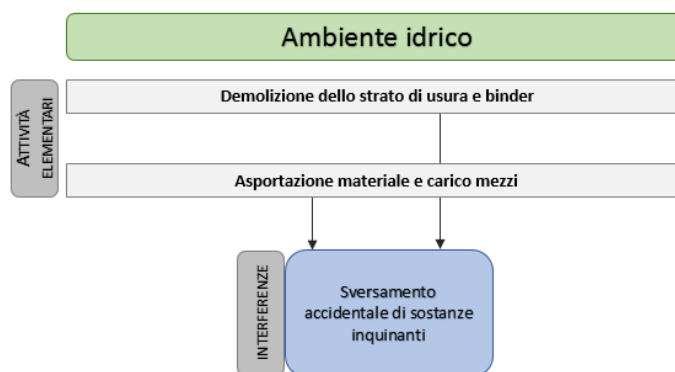 Ambiente idrico
ATTIVITÀ
ELEMENTARI
Demolizione dello strato di usura e binder
Asportazione materiale e carico mezzi
INTERFERENZE
Sversamento
accidentale di sostanze
inquinanti